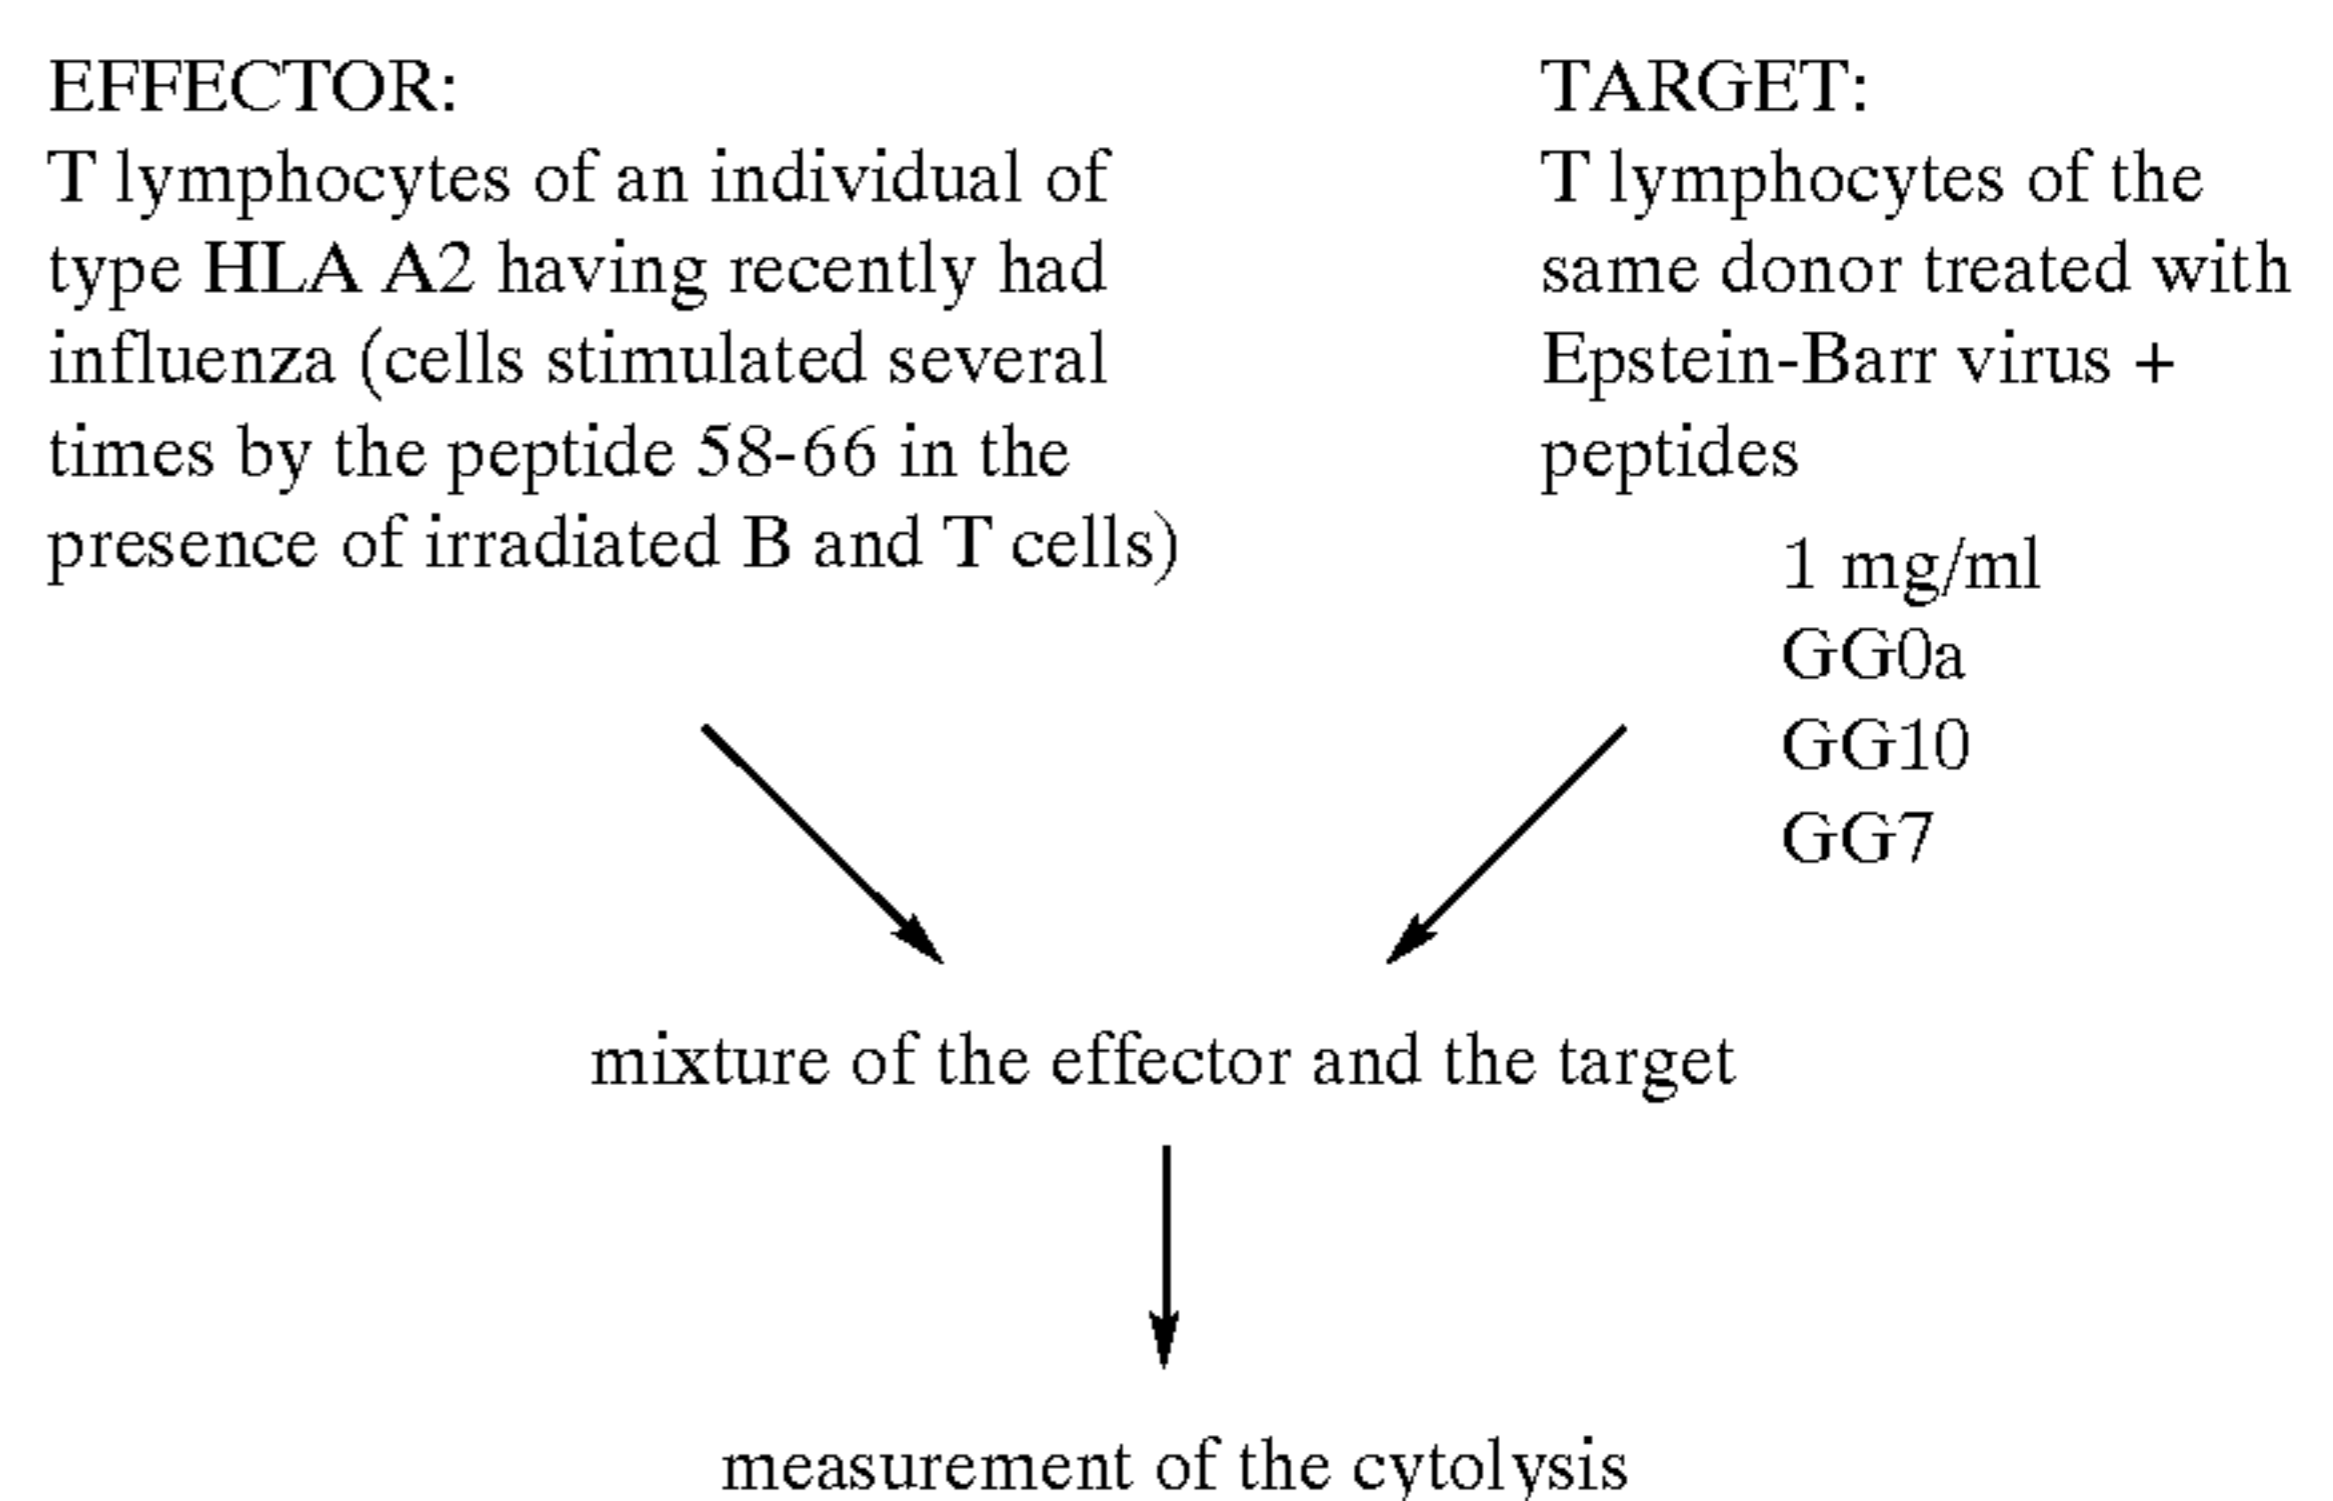 EFFECTOR:
T lymphocytes of an individual of
type HLA A2 having recently had
influenza (cells stimulated several
times by the peptide 58-66 in the
presence of irradiated B and T cells)
TARGET:
T lymphocytes of the
same donor treated with
Epstein-Barr virus +
peptides
1 mg/ml
GG0a
GG10
GG7
mixture of the effector and the target
measurement of the cytolysis